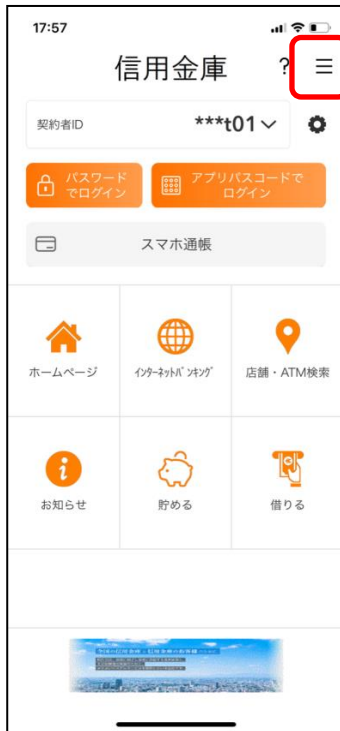 17:57
信用金庫 ?
契約者ID ***t01
パスワード
でログイン
アプリパスコードで
ログイン
スマホ通帳
ホームページ
ｲﾝﾀｰﾈｯﾄﾊﾞﾝｷﾝｸﾞ
店舗・ATM検索
お知らせ
貯める
借りる